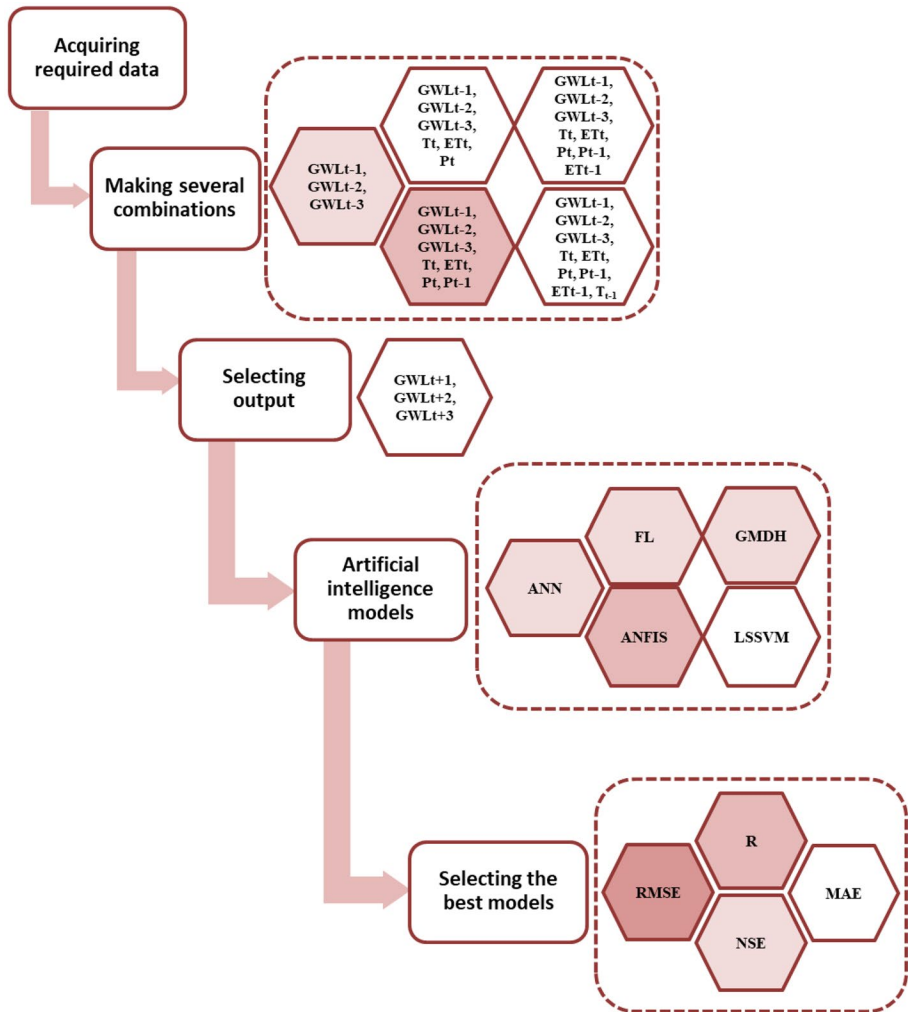 Acquiring
required data
Making several
combinations
GWLt-1,
GWLt-2,
GWLt-3
GWLt-1,
GWLt-2,
GWLt-3,
Tt, ETt,
Pt
GWLt-1,
GWLt-2,
GWLt-3,
Tt, ETt,
Pt, Pt-1,
ETt-1
GWLt-1,
GWLt-2,
GWLt-3,
Tt, ETt,
Pt, Pt-1
GWLt-1,
GWLt-2,
GWLt-3,
Tt, ETt,
Pt, Pt-1,
ETt-1, Tt-1
Selecting
output
GWLt+1,
GWLt+2,
GWLt+3
Artificial
intelligence
models
ANN
FL
GMDH
ANFIS
LSSVM
Selecting the
best models
RMSE
R
NSE
MAE